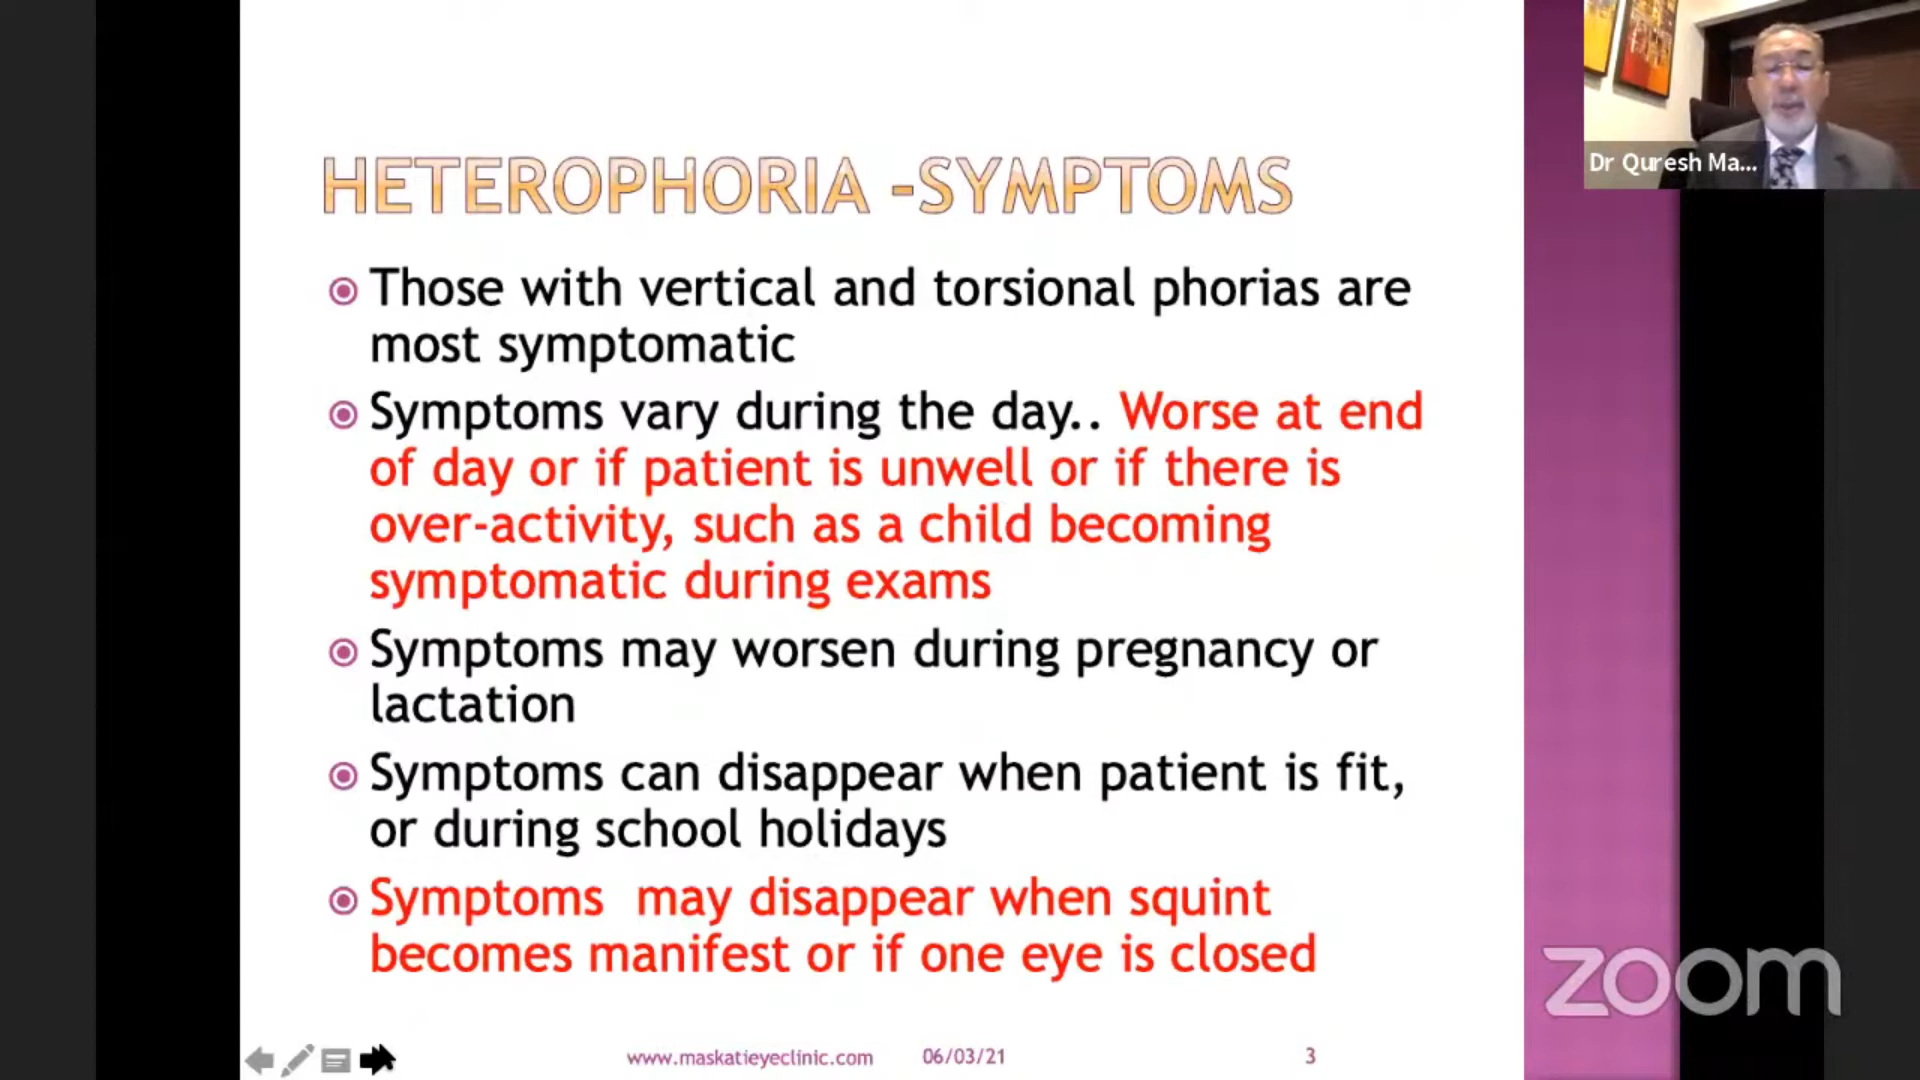 HETEROPHORIA -SYMPTOMS
Those with vertical and torsional phorias are
most symptomatic
Symptoms vary during the day.. Worse at end
of day or if patient is unwell or if there is
over-activity, such as a child becoming
symptomatic during exams
Symptoms may worsen during pregnancy or
lactation
Symptoms can disappear when patient is fit,
or during school holidays
Symptoms may disappear when squint
becomes manifest or if one eye is closed
www.maskatieyeclinic.com 06/03/21 3
Dr Quresh Ma...
zoom